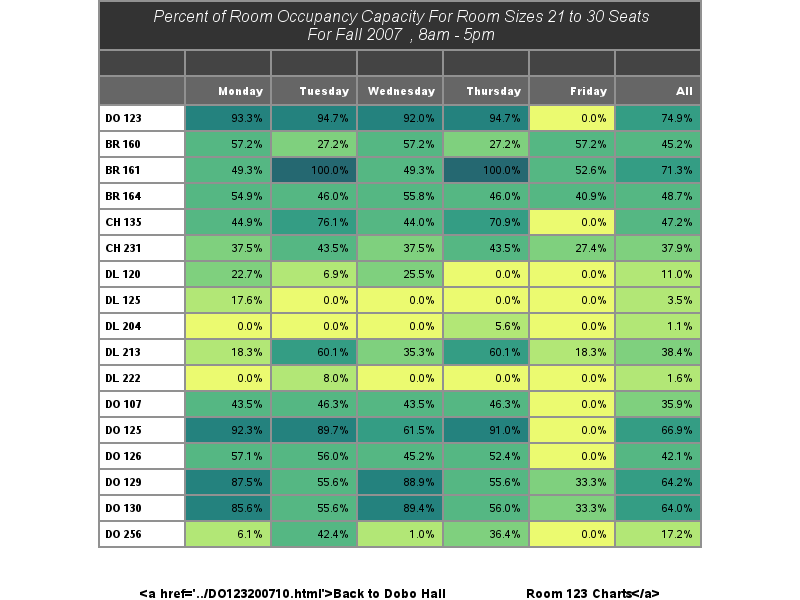 Percent of Room Occupancy Capacity For Room Sizes 21 to 30 Seats
For Fall 2007 , 8am - 5pm
Monday Tuesday Wednesday Thursday Friday All
DO 123 93.3% 94.7% 92.0% 94.7% 0.0% 74.9%
BR 160 57.2% 27.2% 57.2% 27.2% 57.2% 45.2%
BR 161 49.3% 100.0% 49.3% 100.0% 52.6% 71.3%
BR 164 54.9% 46.0% 55.8% 46.0% 40.9% 48.7%
CH 135 44.9% 76.1% 44.0% 70.9% 0.0% 47.2%
CH 231 37.5% 43.5% 37.5% 43.5% 27.4% 37.9%
DL 120 22.7% 6.9% 25.5% 0.0% 0.0% 11.0%
DL 125 17.6% 0.0% 0.0% 0.0% 0.0% 3.5%
DL 204 0.0% 0.0% 0.0% 5.6% 0.0% 1.1%
DL 213 18.3% 60.1% 35.3% 60.1% 18.3% 38.4%
DL 222 0.0% 8.0% 0.0% 0.0% 0.0% 1.6%
DO 107 43.5% 46.3% 43.5% 46.3% 0.0% 35.9%
DO 125 92.3% 89.7% 61.5% 91.0% 0.0% 66.9%
DO 126 57.1% 56.0% 45.2% 52.4% 0.0% 42.1%
DO 129 87.5% 55.6% 88.9% 55.6% 33.3% 64.2%
DO 130 85.6% 55.6% 89.4% 56.0% 33.3% 64.0%
DO 256 6.1% 42.4% 1.0% 36.4% 0.0% 17.2%
<a href='../DO123200710.html'>Back to Dobo Hall Room 123 Charts</a>